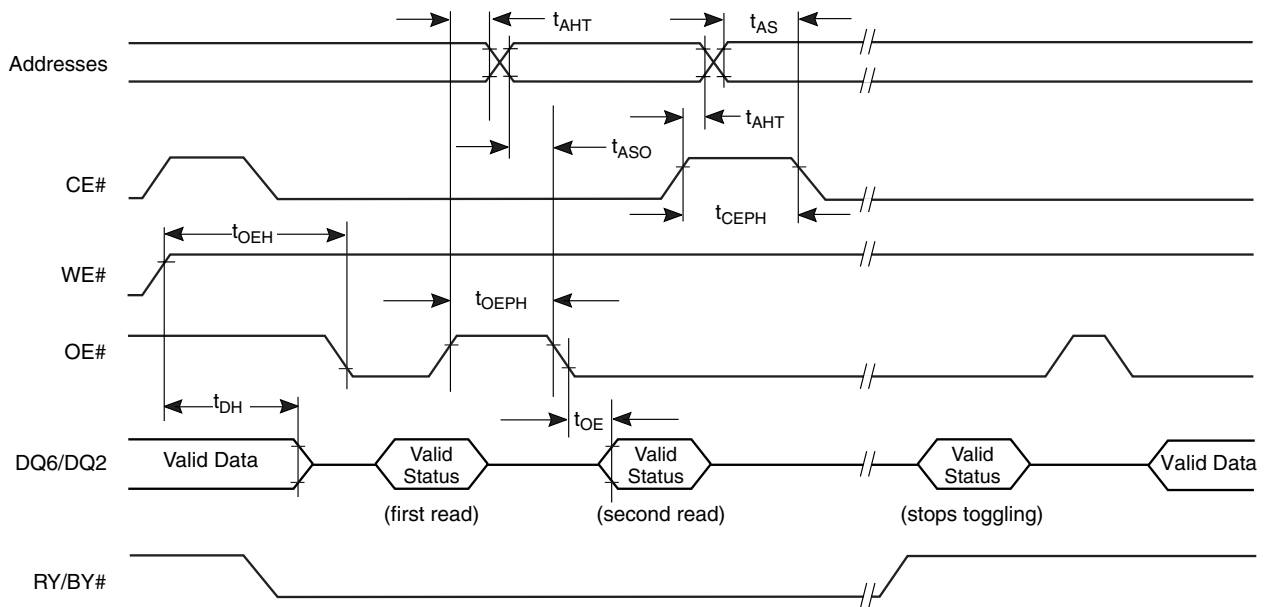 tAHT
tAS
Addresses
tAHT
tASO
CE#
tCEPH
tOEH
WE#
tOEPH
OE#
tDH
tOE
DQ6/DQ2
Valid Data
Valid
Status
Valid
Status
Valid
Status
Valid Data
(first read)
(second read)
(stops toggling)
RY/BY#